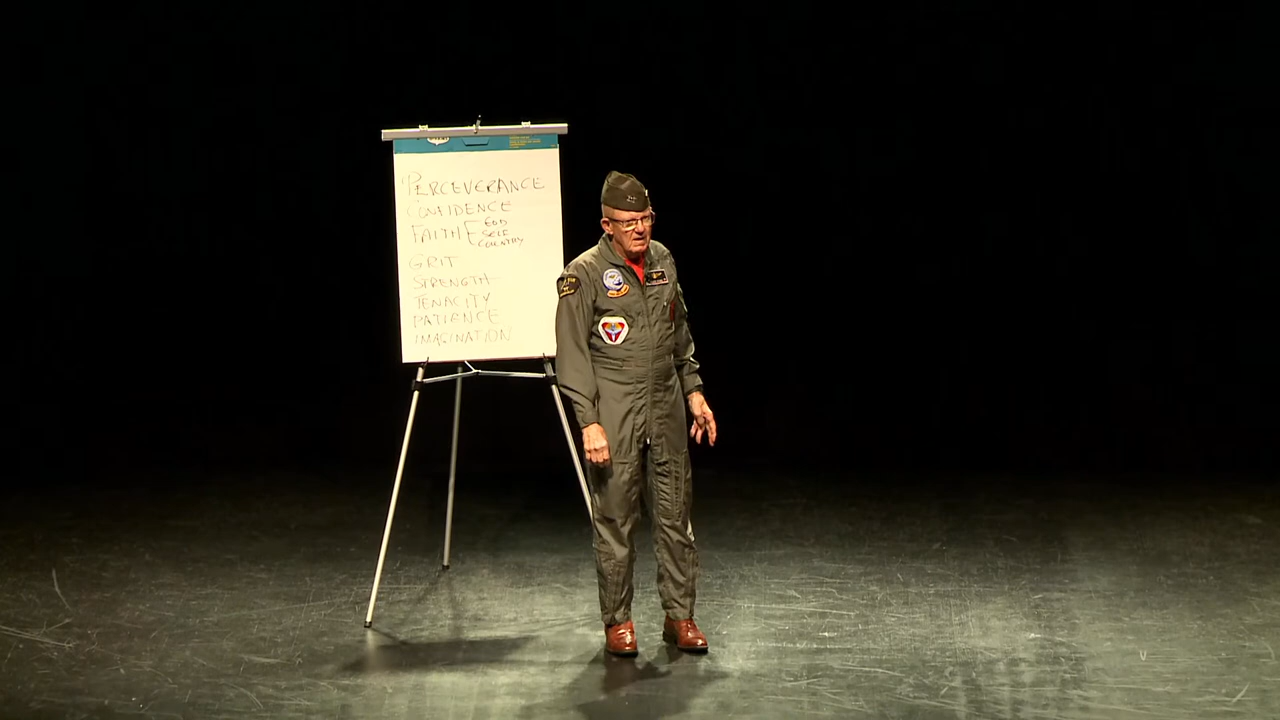 PERCEVERANCE
CONFIDENCE
FAITH GOD
SELF
COUNTRY
GRIT
STRENGTH
TENACITY
PATIENCE
IMAGINATION